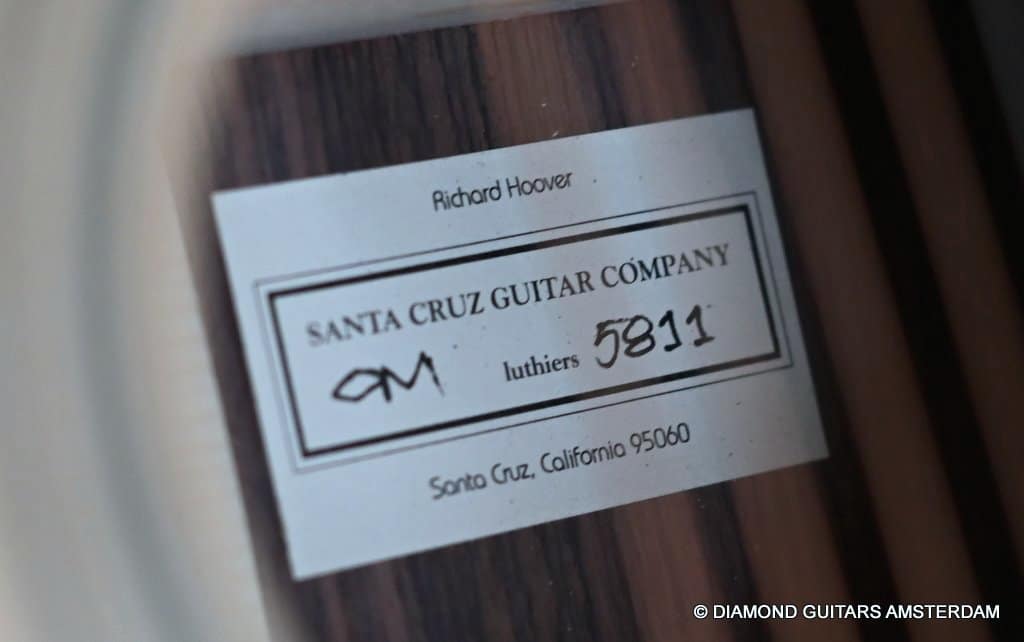 Richard Hoover
SANTA CRUZ GUITAR COMPANY
OM luthiers 5811
Santa Cruz, California 95060
© DIAMOND GUITARS AMSTERDAM